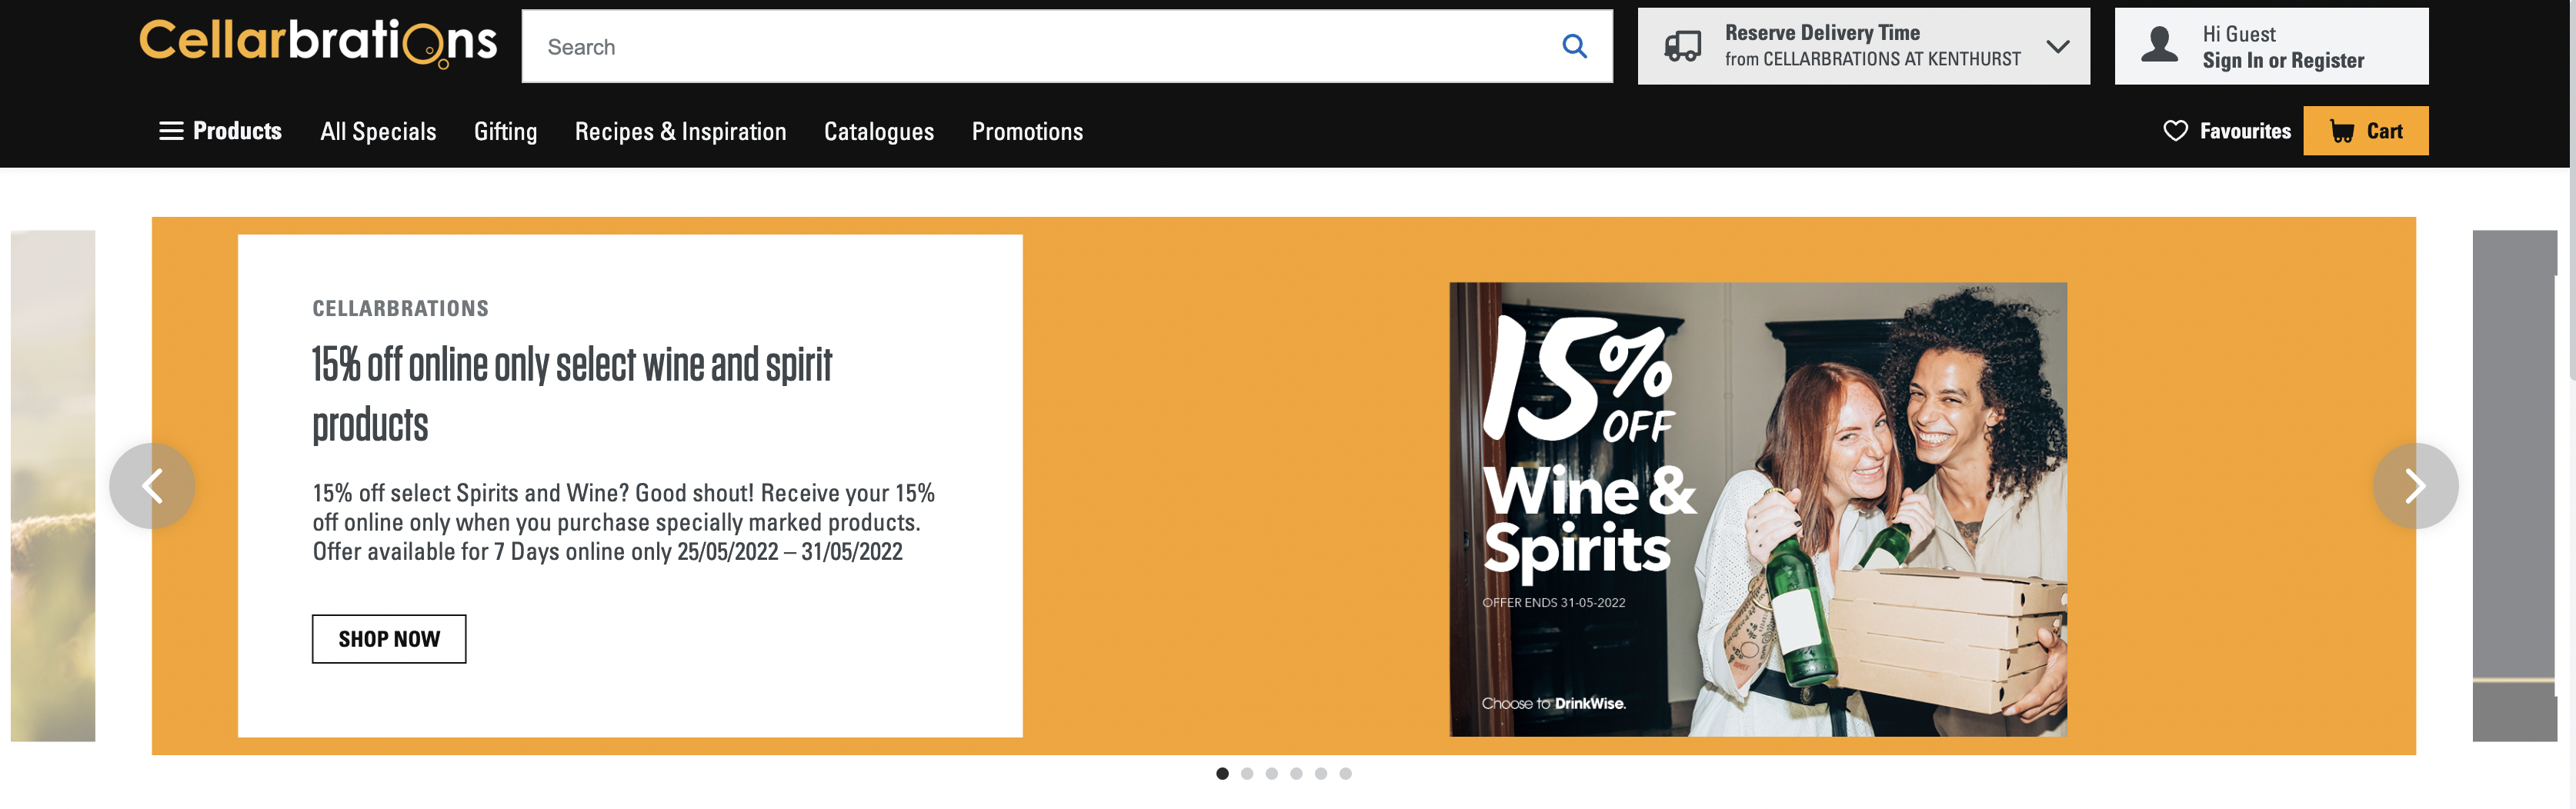 Cellarbrations
Search
Reserve Delivery Time
from CELLARBRATIONS AT KENTHURST
Hi Guest
Sign In or Register
Products
All Specials
Gifting
Recipes & Inspiration
Catalogues
Promotions
Favourites
Cart
CELLARBRATIONS
15% off online only select wine and spirit
products
15% off select Spirits and Wine? Good shout! Receive your 15%
off online only when you purchase specially marked products.
Offer available for 7 Days online only 25/05/2022 – 31/05/2022
SHOP NOW
15%
OFF
Wine &
Spirits
OFFER ENDS 31-05-2022
Choose to DrinkWise.